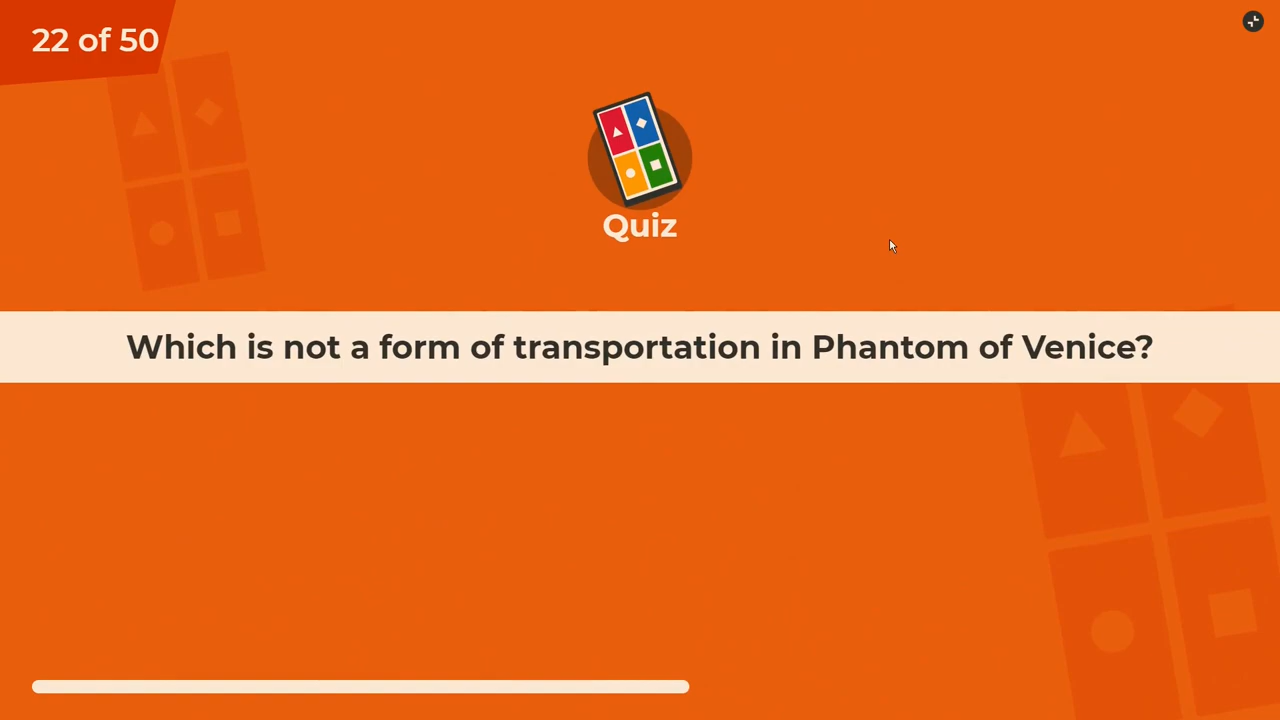 22 of 50
Quiz
Which is not a form of transportation in Phantom of Venice?